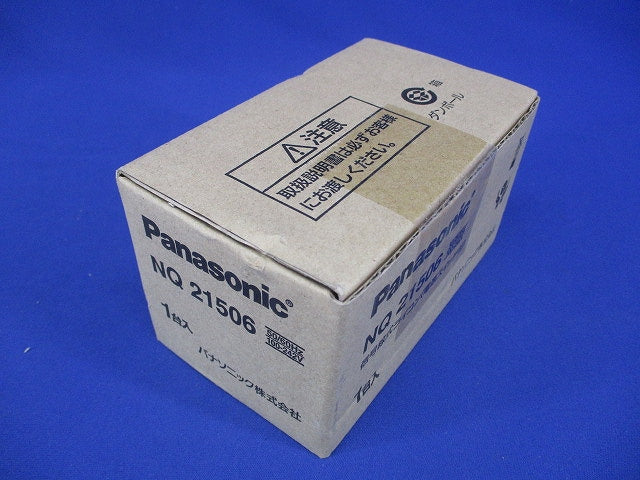 ⚠注意
取扱説明書は必ずお客様
にお渡しください。
段
ダンボール
Panasonic®
NQ 21506
50/60Hz
100-242V
1台入
パナソニック株式会社
Panasonic
NQ 21506
1台入